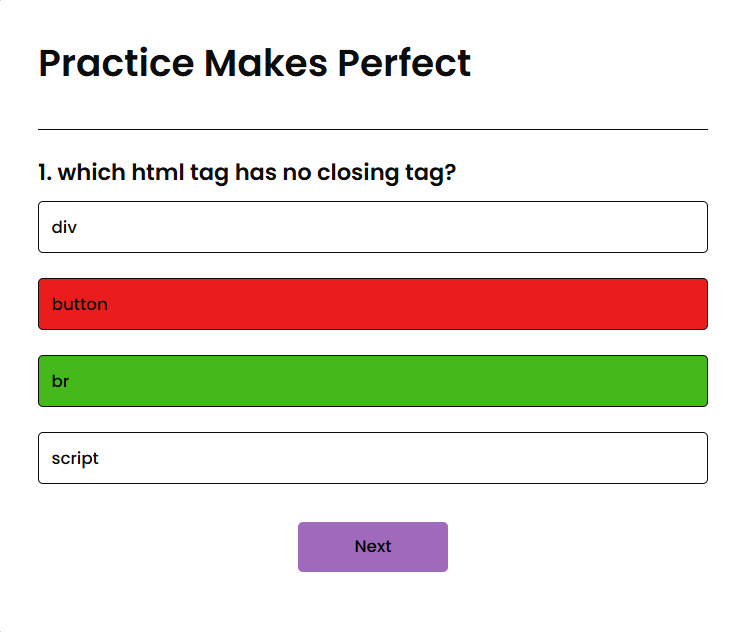 Practice Makes Perfect
1. which html tag has no closing tag?
div
button
br
script
Next